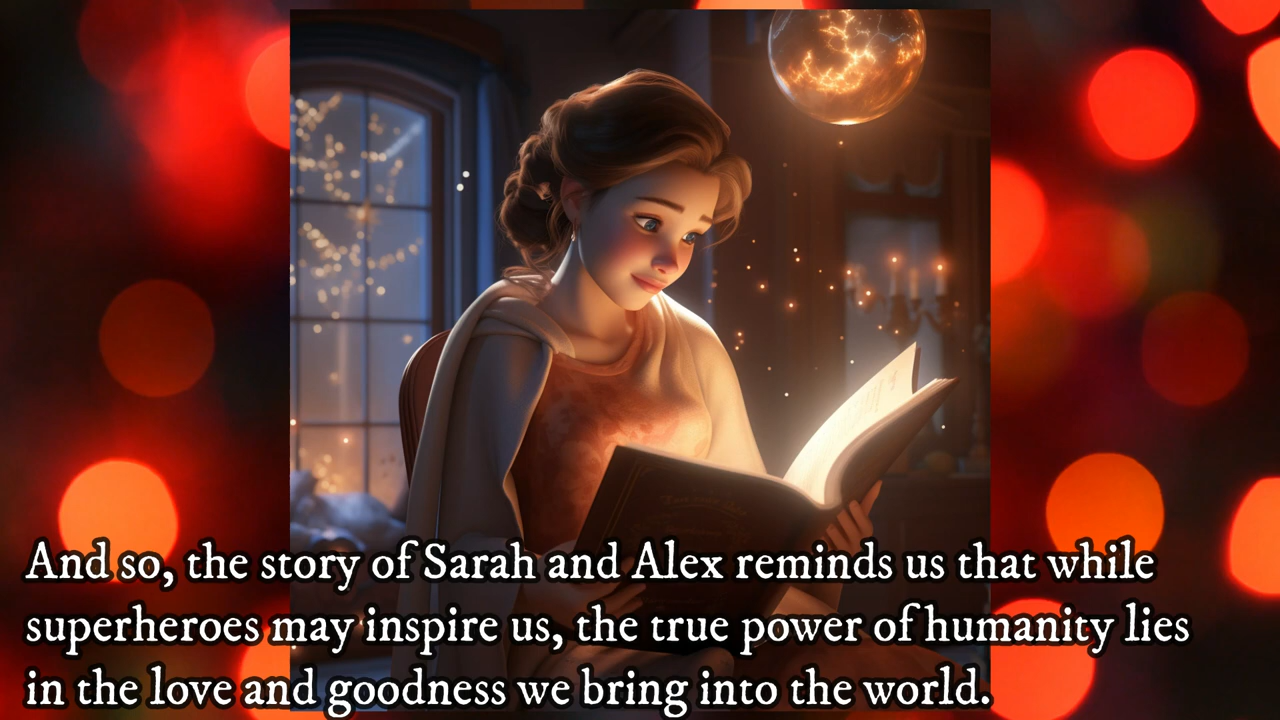 And so, the story of Sarah and Alex reminds us that while
superheroes may inspire us, the true power of humanity lies
in the love and goodness we bring into the world.